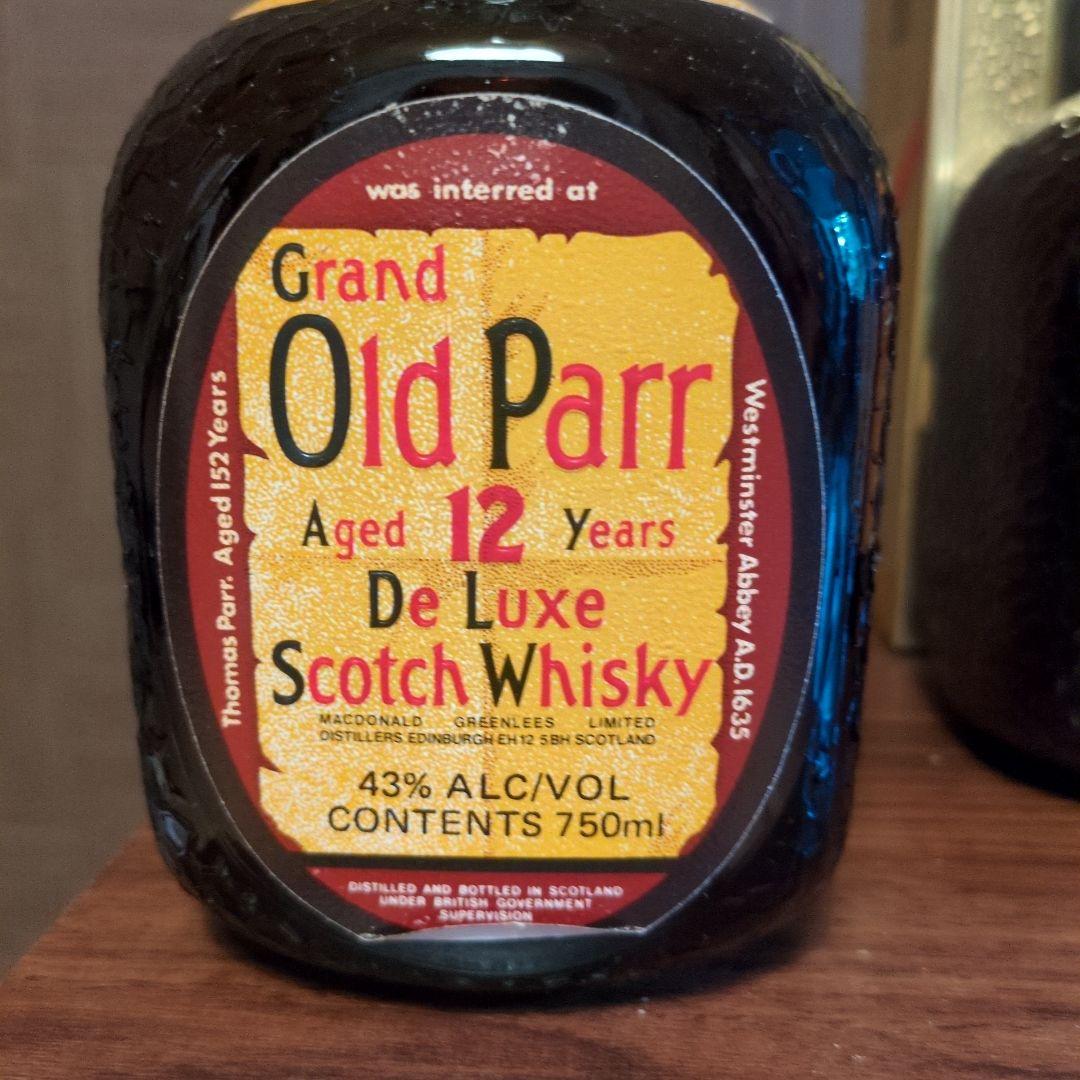 Thomas Parr. Aged 152 Years
was interred at
Westminster Abbey A.D. 1635
Grand
Old Parr
Aged 12 Years
De Luxe
Scotch Whisky
MACDONALD GREENLEES LIMITED
DISTILLERS EDINBURGH EH12 5BH SCOTLAND
43% ALC/VOL
CONTENTS 750ml
DISTILLED AND BOTTLED IN SCOTLAND
UNDER BRITISH GOVERNMENT
SUPERVISION